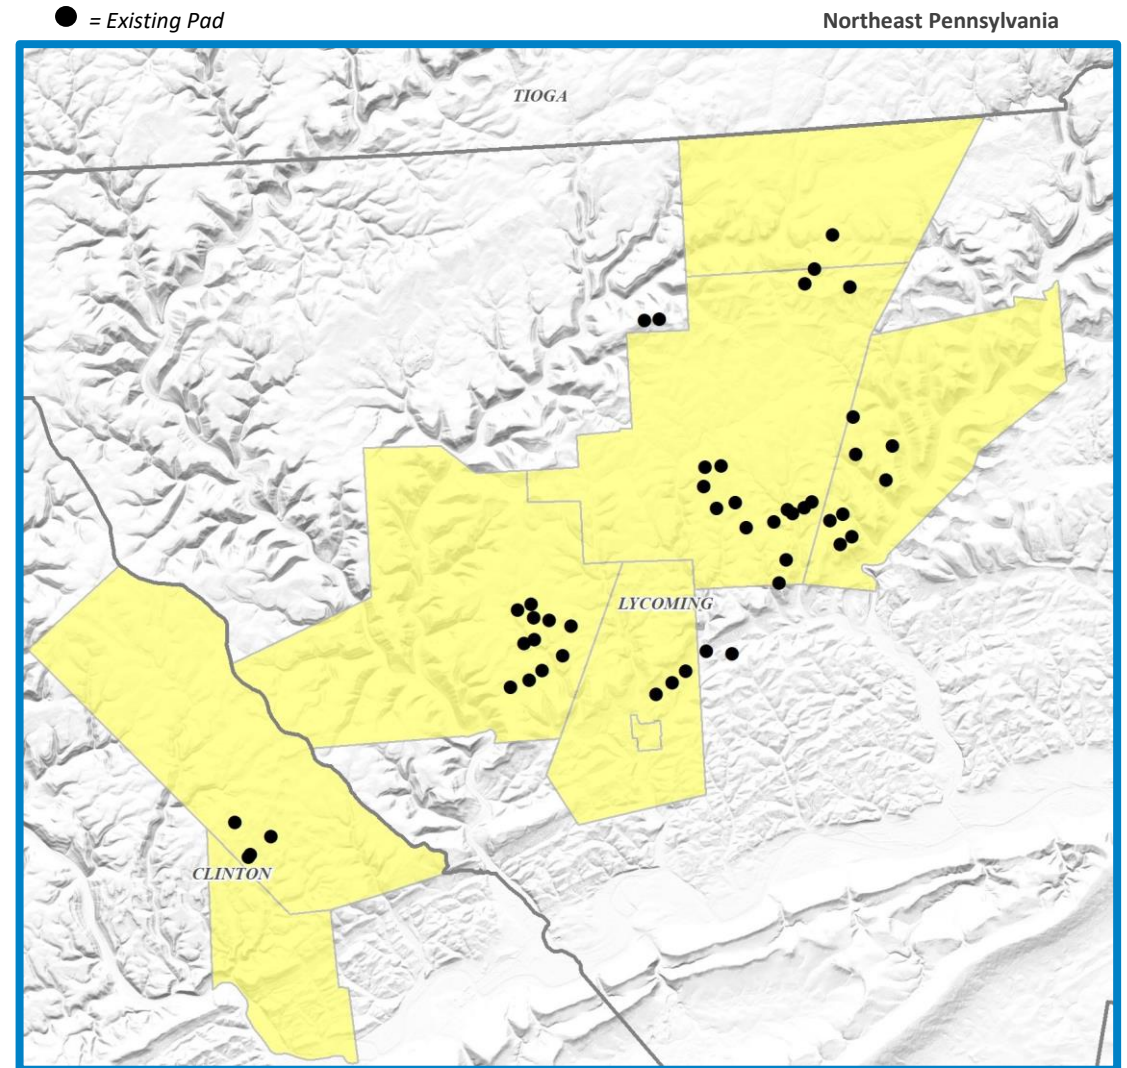 = Existing Pad
Northeast Pennsylvania
TIOGA
LYCOMING
CLINTON